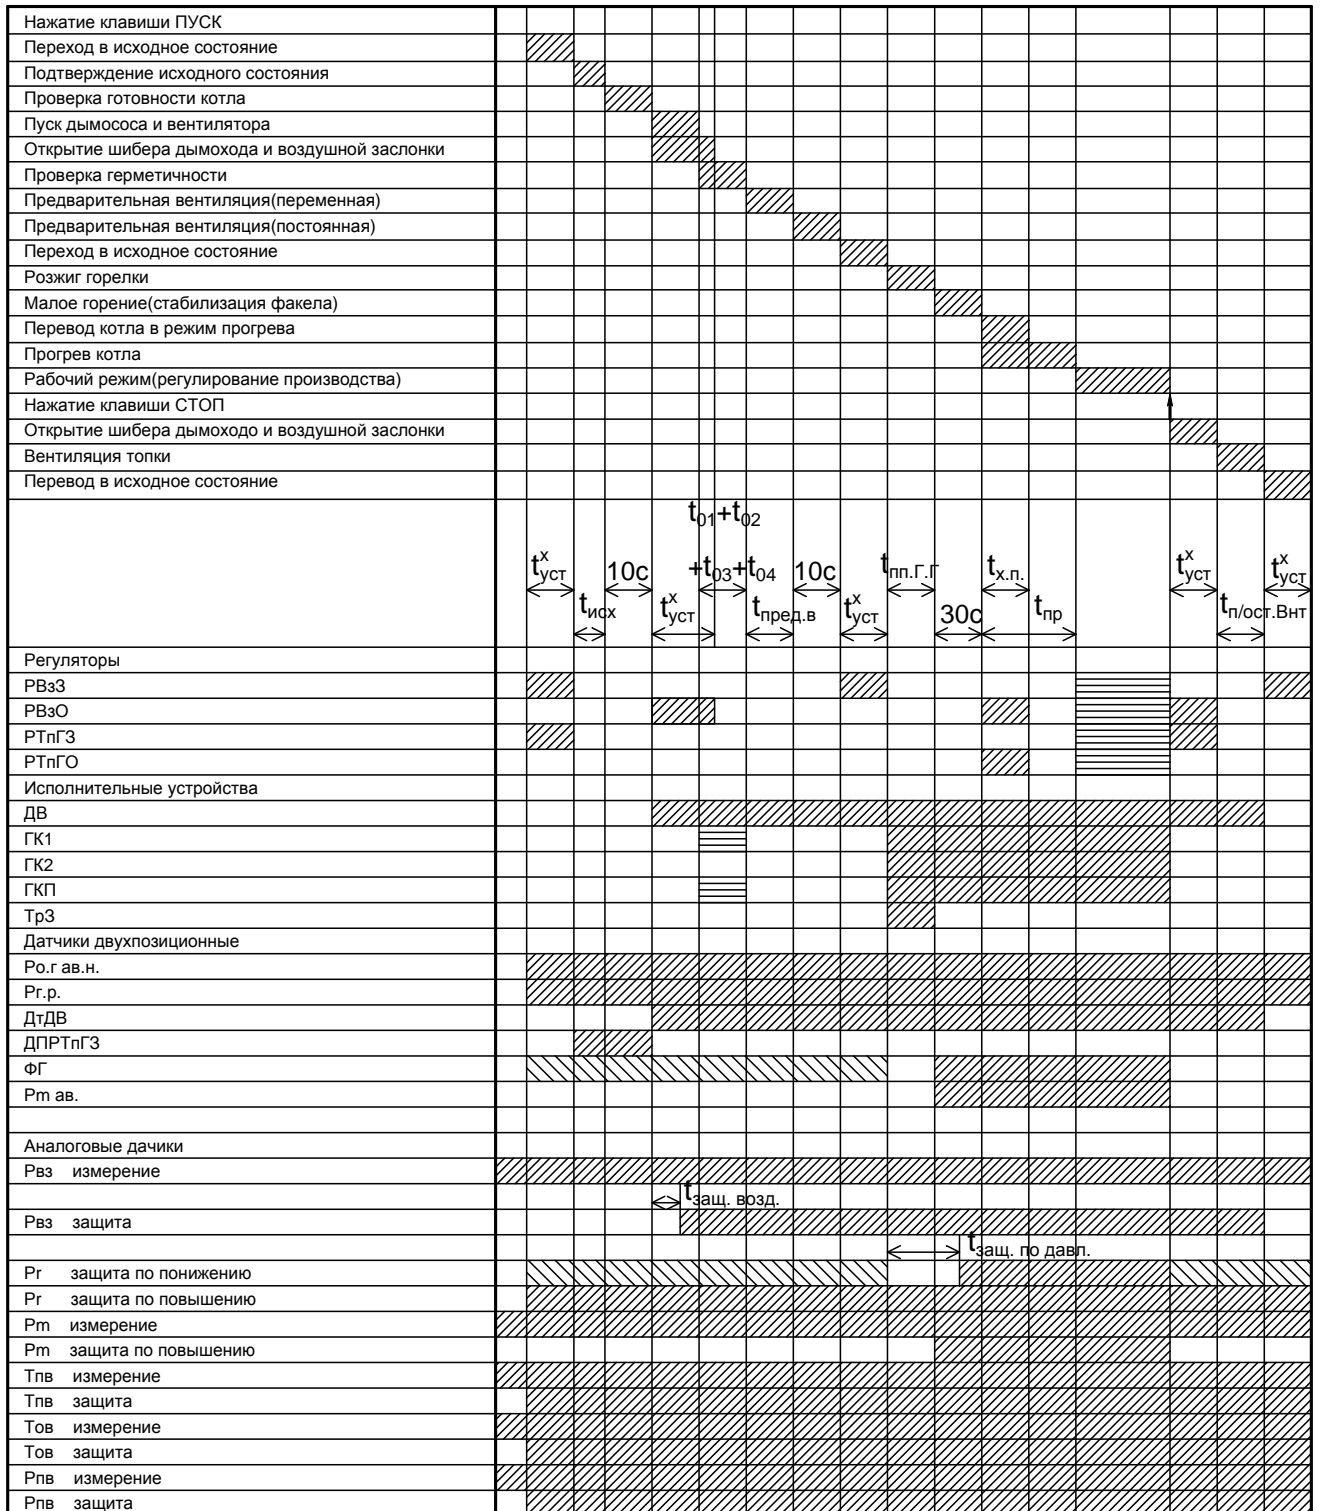 Нажатие клавиши ПУСК
Переход в исходное состояние
Подтверждение исходного состояния
Проверка готовности котла
Пуск дымососа и вентилятора
Открытие шибера дымохода и воздушной заслонки
Проверка герметичности
Предварительная вентиляция(переменная)
Предварительная вентиляция(постоянная)
Переход в исходное состояние
Розжиг горелки
Малое горение(стабилизация факела)
Перевод котла в режим прогрева
Прогрев котла
Рабочий режим(регулирование производства)
Нажатие клавиши СТОП
Открытие шибера дымоходо и воздушной заслонки
Вентиляция топки
Перевод в исходное состояние
t01+t02
tхуст 10с +t03+t04 10с tпп.Г.Г tх.п. tхуст tхуст
tисх tхуст tпред.в tхуст 30с tпр tп/ост.Внт
Регуляторы
РВзЗ
РВзО
РТпГЗ
РТпГО
Исполнительные устройства
ДВ
ГК1
ГК2
ГКП
ТрЗ
Датчики двухпозиционные
Ро.г ав.н.
Рг.р.
ДтДВ
ДПРТпГЗ
ФГ
Рm ав.
Аналоговые дачики
Рвз измерение
tзащ. возд.
Рвз защита
tзащ. по давл.
Рr защита по понижению
Рr защита по повышению
Рm измерение
Рm защита по повышению
Тпв измерение
Тпв защита
Тов измерение
Тов защита
Рпв измерение
Рпв защита